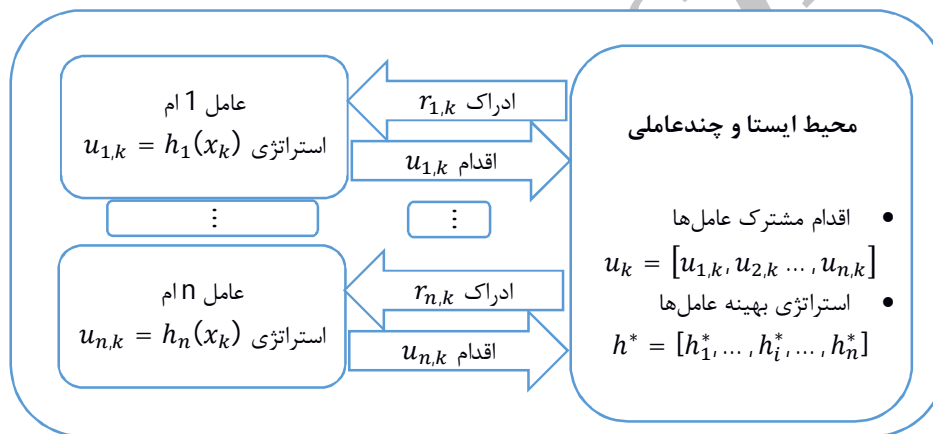 محیط ایستا و چندعاملی
• اقدام مشترک عامل‌ها
u_k = [u_{1,k}, u_{2,k} ..., u_{n,k}]
• استراتژی بهینه عامل‌ها
h^* = [h_1^*, ..., h_i^*, ..., h_n^*]
ادراک r_{1,k}
اقدام u_{1,k}
⋮
ادراک r_{n,k}
اقدام u_{n,k}
عامل 1 ام
استراتژی u_{1,k} = h_1(x_k)
⋮
عامل n ام
استراتژی u_{n,k} = h_n(x_k)